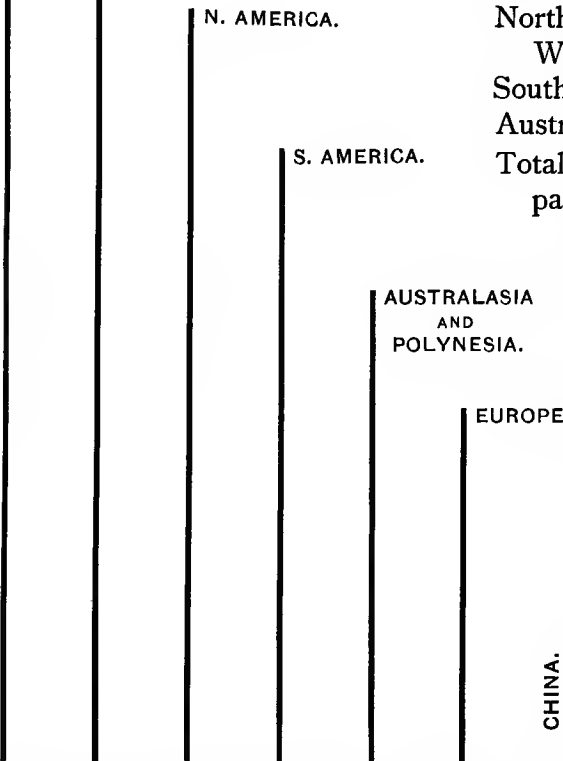 N. AMERICA.
S. AMERICA.
AUSTRALASIA
AND
POLYNESIA.
EUROPE
CHINA.